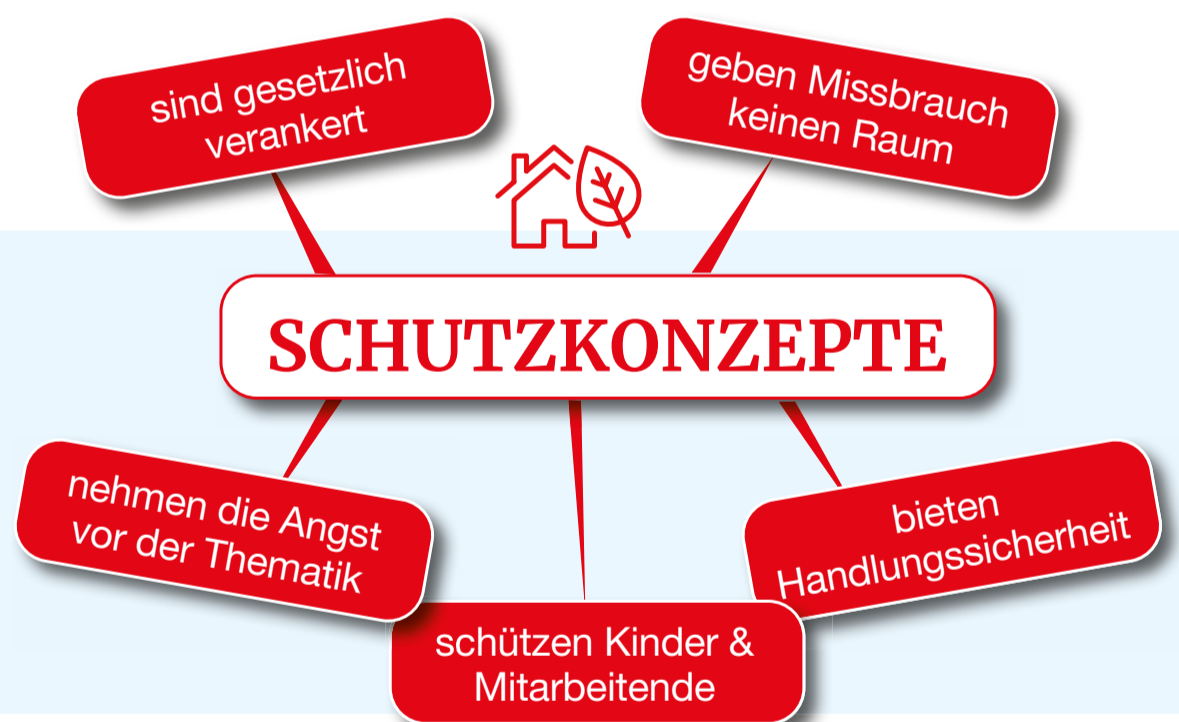 sind gesetzlich
verankert
geben Missbrauch
keinen Raum
SCHUTZKONZEPTE
nehmen die Angst
vor der Thematik
schützen Kinder &
Mitarbeitende
bieten
Handlungssicherheit